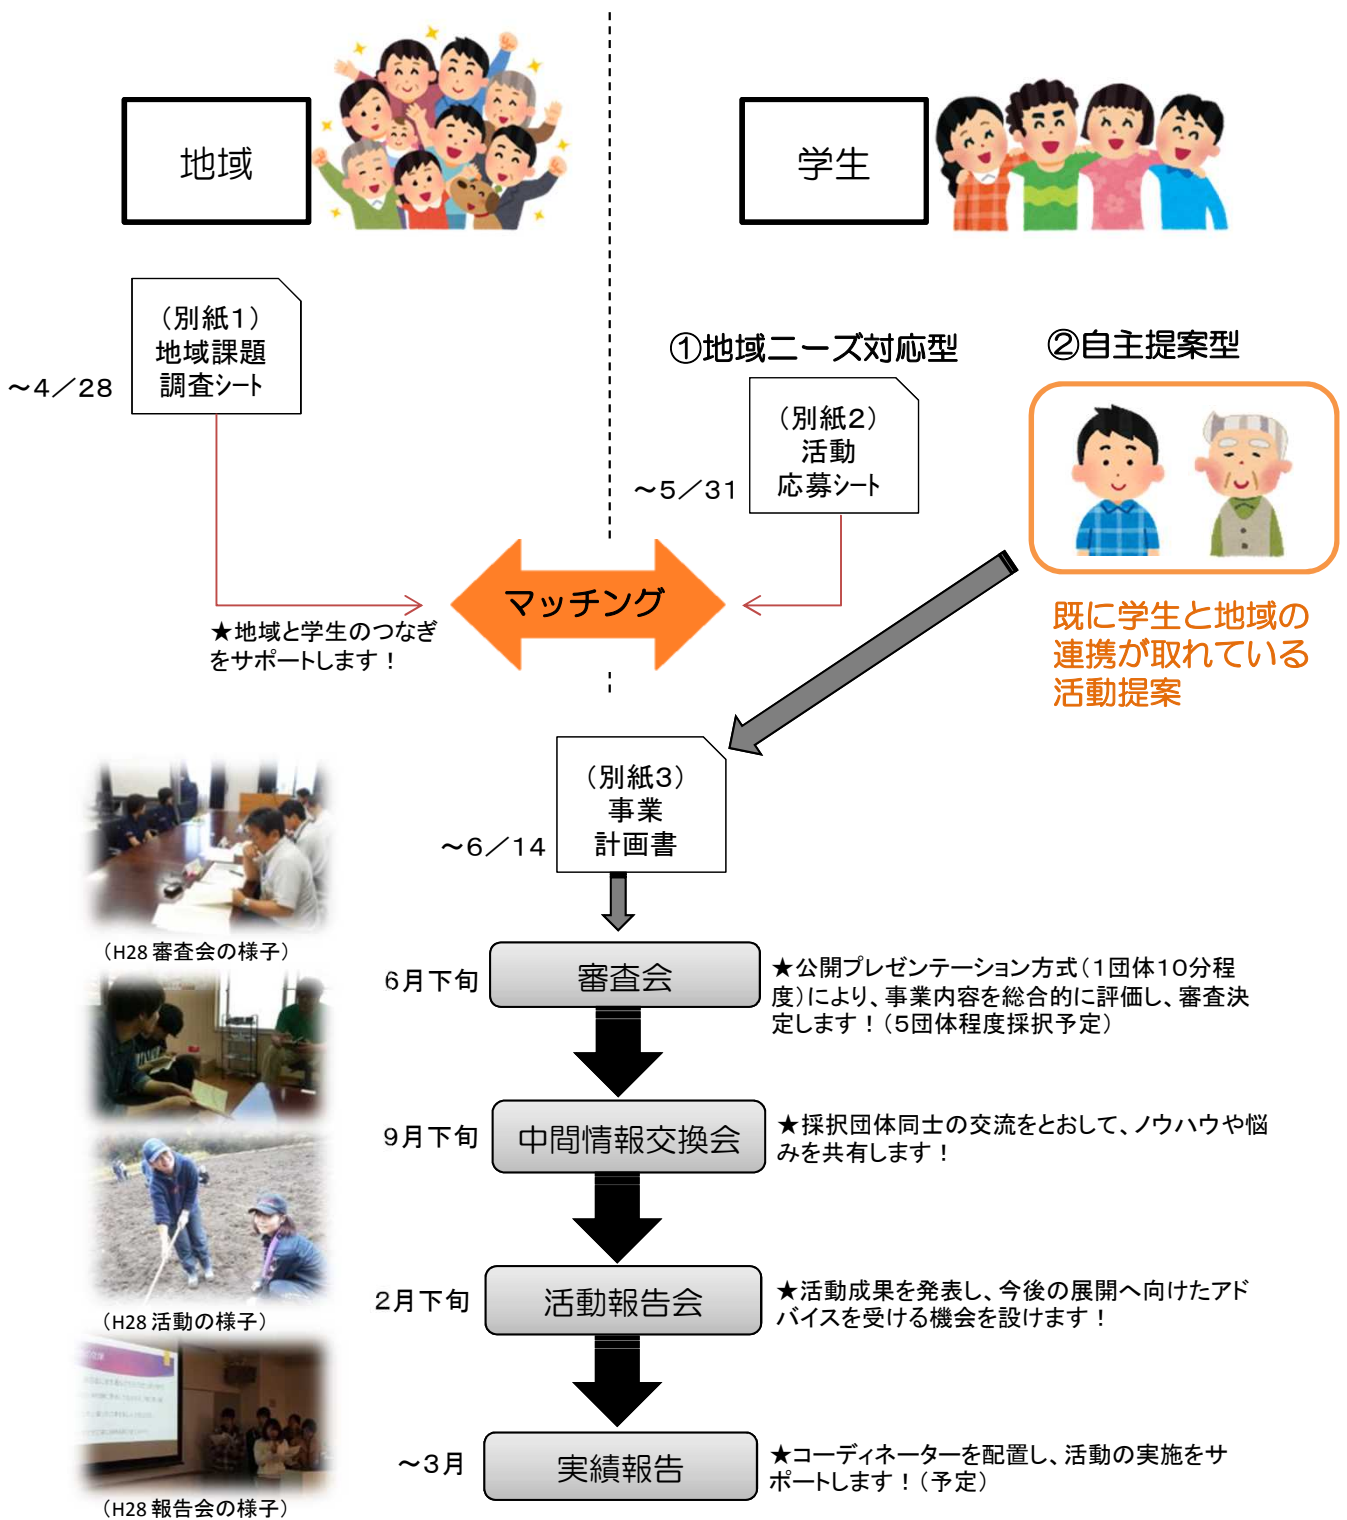 地域
学生
（別紙１）
地域課題
調査シート
～４／２８
①地域ニーズ対応型
②自主提案型
（別紙２）
活動
応募シート
～５／３１
マッチング
★地域と学生のつなぎ
をサポートします！
既に学生と地域の
連携が取れている
活動提案
（別紙３）
事業
計画書
～６／１４
（H28 審査会の様子）
６月下旬
審査会
★公開プレゼンテーション方式（１団体１０分程
度）により、事業内容を総合的に評価し、審査決
定します！（５団体程度採択予定）
９月下旬
中間情報交換会
★採択団体同士の交流をとおして、ノウハウや悩
みを共有します！
（H28 活動の様子）
２月下旬
活動報告会
★活動成果を発表し、今後の展開へ向けたアド
バイスを受ける機会を設けます！
～３月
実績報告
★コーディネーターを配置し、活動の実施をサ
ポートします！（予定）
（H28 報告会の様子）